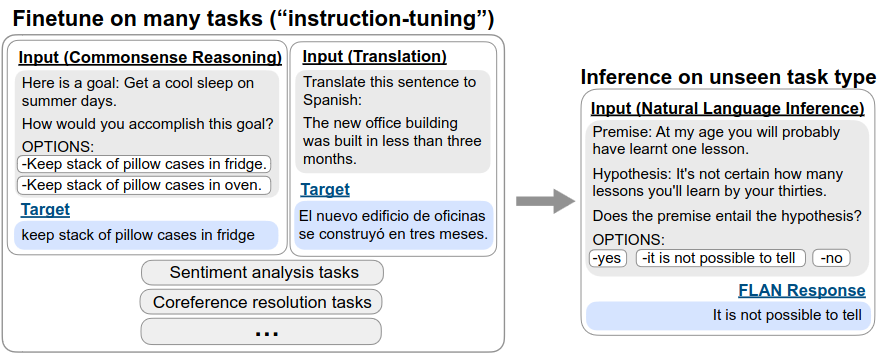 Finetune on many tasks (“instruction-tuning”)
Input (Commonsense Reasoning)
Here is a goal: Get a cool sleep on
summer days.
How would you accomplish this goal?
OPTIONS:
-Keep stack of pillow cases in fridge.
-Keep stack of pillow cases in oven.
Target
keep stack of pillow cases in fridge
Input (Translation)
Translate this sentence to
Spanish:
The new office building
was built in less than three
months.
Target
El nuevo edificio de oficinas
se construyó en tres meses.
Sentiment analysis tasks
Coreference resolution tasks
...
Inference on unseen task type
Input (Natural Language Inference)
Premise: At my age you will probably
have learnt one lesson.
Hypothesis: It's not certain how many
lessons you'll learn by your thirties.
Does the premise entail the hypothesis?
OPTIONS:
-yes -it is not possible to tell -no
FLAN Response
It is not possible to tell